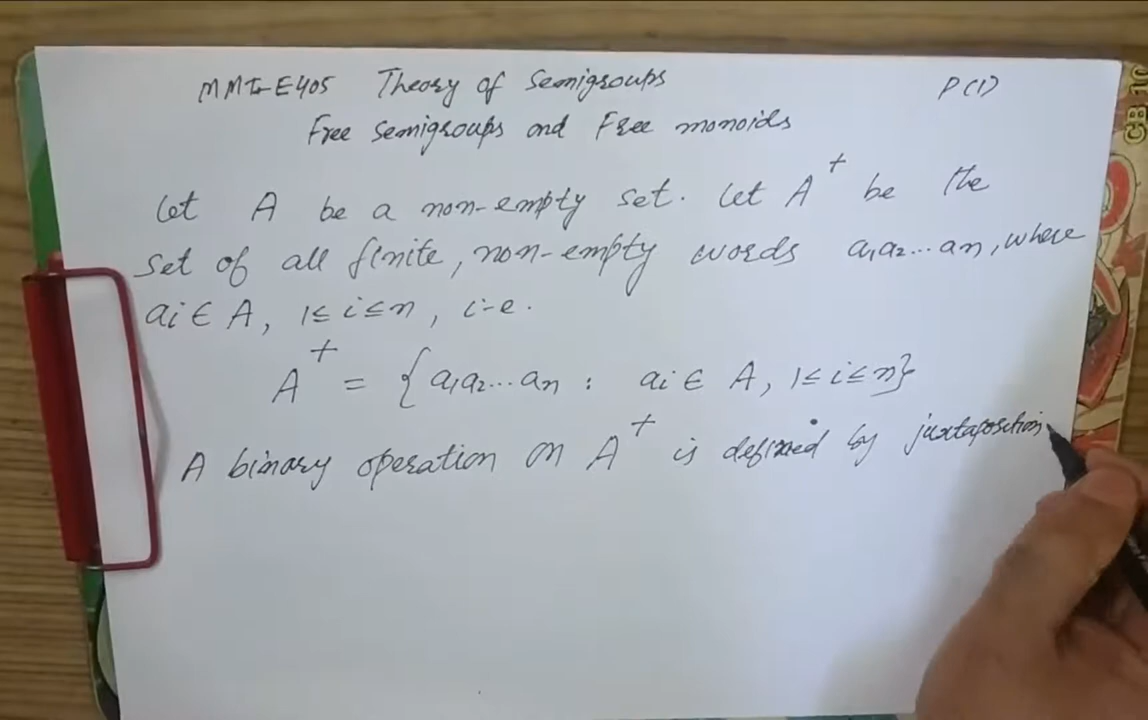 MMT-E405 Theory of Semigroups P(1)
Free Semigroups and Free monoids
Let A be a non-empty set. Let A⁺ be the
set of all finite, non-empty words a₁a₂...aₙ, where
aᵢ ∈ A, 1≤i≤n, i-e.
A⁺ = {a₁a₂...aₙ : aᵢ ∈ A, 1≤i≤n}
A binary operation on A⁺ is defined by juxtaposition
CB 10